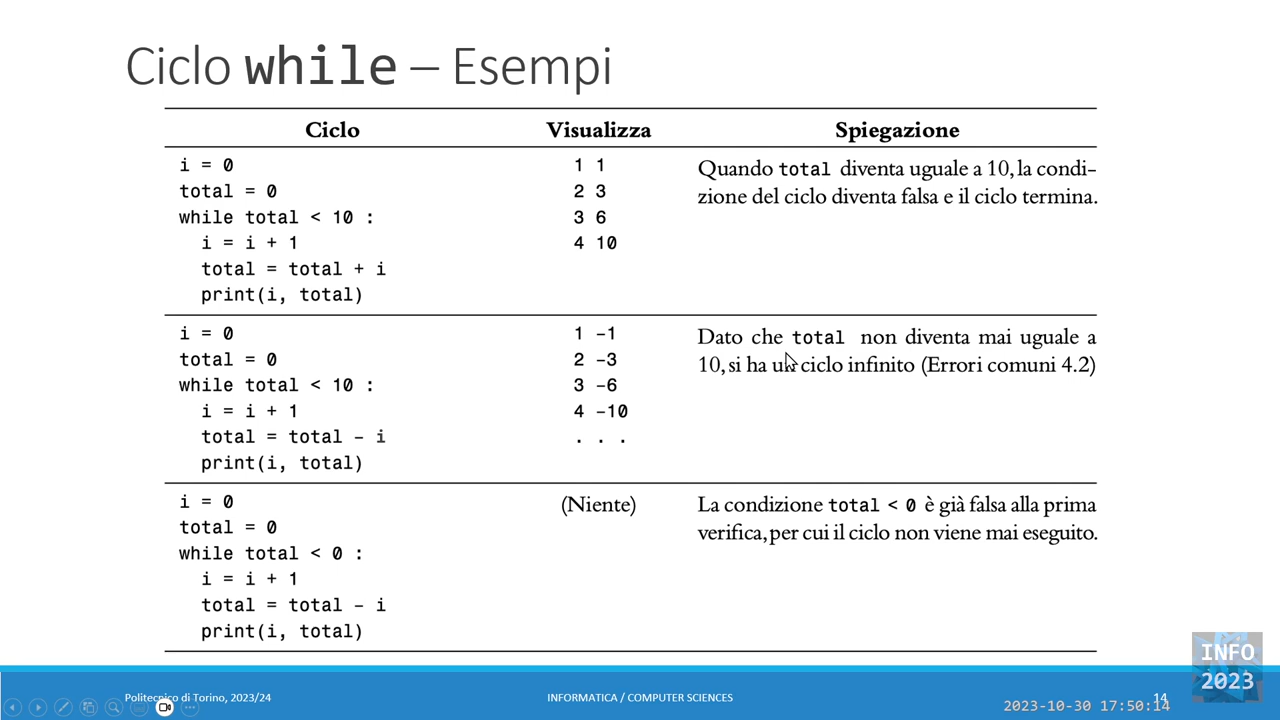 Ciclo while – Esempi
Ciclo Visualizza Spiegazione
i = 0
total = 0
while total < 10 :
i = i + 1
total = total + i
print(i, total)
1 1
2 3
3 6
4 10
Quando total diventa uguale a 10, la condi-
zione del ciclo diventa falsa e il ciclo termina.
i = 0
total = 0
while total < 10 :
i = i + 1
total = total – i
print(i, total)
1 –1
2 –3
3 –6
4 –10
. . .
Dato che total non diventa mai uguale a
10, si ha un ciclo infinito (Errori comuni 4.2)
i = 0
total = 0
while total < 0 :
i = i + 1
total = total – i
print(i, total)
(Niente)
La condizione total < 0 è già falsa alla prima
verifica, per cui il ciclo non viene mai eseguito.
INFO
2023
Politecnico di Torino, 2023/24 INFORMATICA / COMPUTER SCIENCES 14
2023-10-30 17:50:14